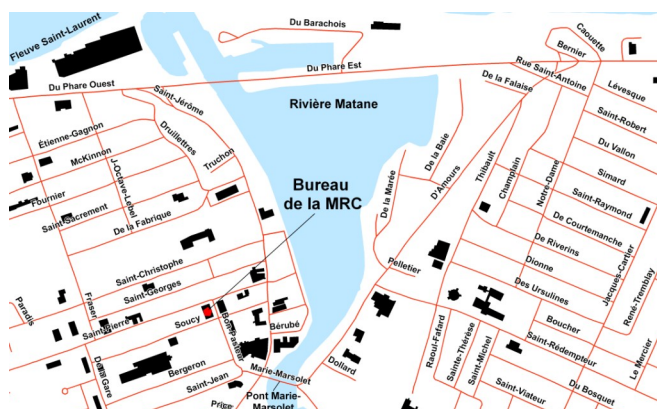 Fleuve Saint-Laurent
Du Barachois
Caouette
Bernier
Du Phare Est
Rue Saint-Antoine
Du Phare Ouest
Saint-Jérôme
Rivière Matane
De la Falaise
Lévesque
Saint-Robert
Étienne-Gagnon
Druillettres
De la Baie
Du Vallon
McKinnon
J-Octave-Lebel
Truchon
Thibault
Champlain
Simard
Fournier
Bureau
de la MRC
De la Marée
D'Amours
Notre-Dame
Saint-Raymond
Saint-Sacrement
De la Fabrique
De Courtemanche
De Riverins
Saint-Christophe
Pelletier
Dionne
Jacques-Cartier
René-Tremblay
Saint-Georges
Des Ursulines
Paradis
Fraser
Saint-Pierre
Soucy
Bon-Pasteur
Bérubé
Raoul-Fafard
Sainte-Thérèse
Saint-Michel
Boucher
Saint-Rédempteur
Le Mercier
Bergeron
Marie-Marsolet
Dollard
De la Gare
Saint-Jean
Pont Marie-
Marsolet
Saint-Viateur
Du Bosquet